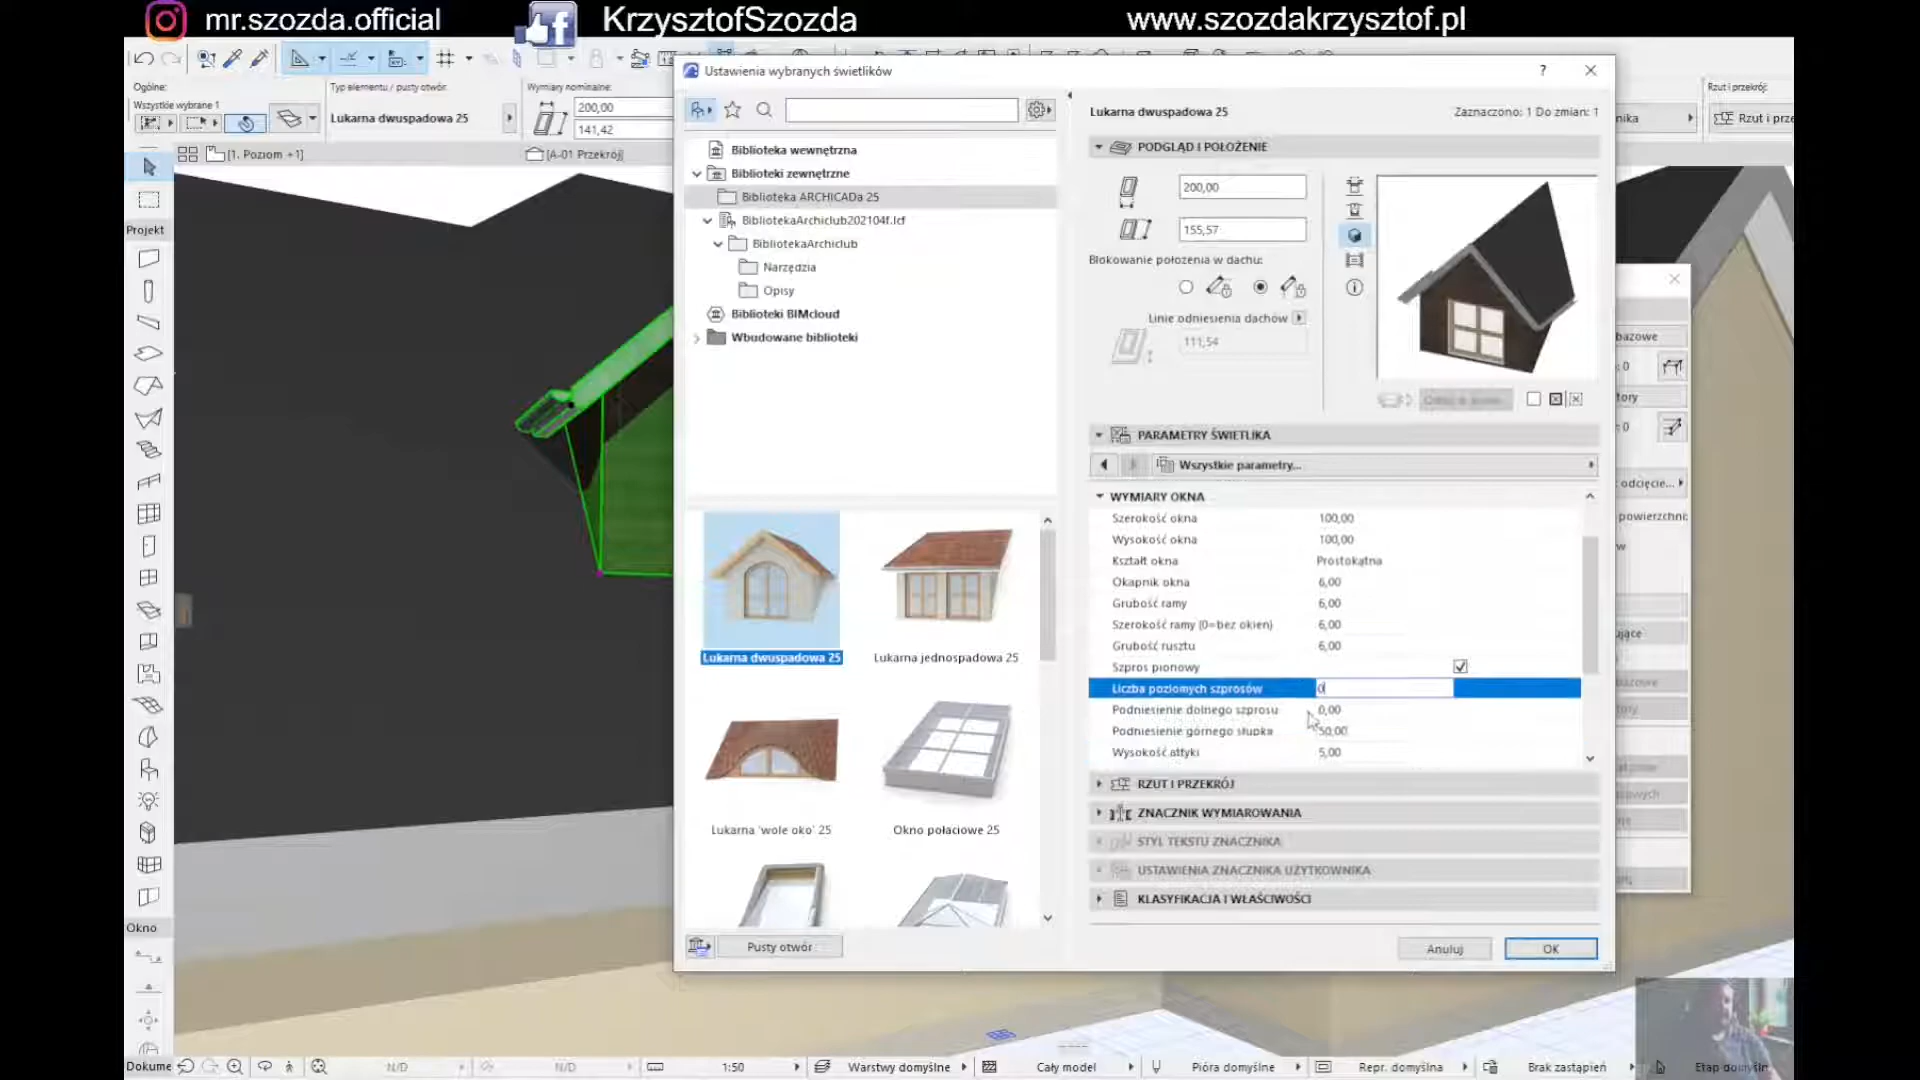 mr.szozda.official
KrzysztofSzozda
www.szozdakrzysztof.pl
Ogólne:
Wszystkie wybrane 1
Typ elementu / pusty otwór:
Lukarna dwuspadowa 25
Wymiary nominalne:
200,00
141,42
Rzut i przekrój:
Rzut i prze
[1. Poziom +1]
[A-01 Przekrój]
Projekt
Okno
Ustawienia wybranych świetlików
Biblioteka wewnętrzna
Biblioteki zewnętrzne
Biblioteka ARCHICADa 25
BibliotekaArchiclub202104f.lcf
BibliotekaArchiclub
Narzędzia
Opisy
Biblioteki BIMcloud
Wbudowane biblioteki
Lukarna dwuspadowa 25
Lukarna jednospadowa 25
Lukarna 'wole oko' 25
Okno połaciowe 25
Pusty otwór
Lukarna dwuspadowa 25
Zaznaczono: 1 Do zmian: 1
PODGLĄD I POŁOŻENIE
200,00
155,57
Blokowanie położenia w dachu:
Linie odniesienia dachów
111,54
PARAMETRY ŚWIETLIKA
Wszystkie parametry...
WYMIARY OKNA
Szerokość okna 100,00
Wysokość okna 100,00
Kształt okna Prostokątna
Okapnik okna 6,00
Grubość ramy 6,00
Szerokość ramy (0=bez okien) 6,00
Grubość rusztu 6,00
Szpros pionowy
Liczba poziomych szprosów 0
Podniesienie dolnego szprosu 0,00
Podniesienie górnego słupka 50,00
Wysokość attyki 5,00
RZUT I PRZEKRÓJ
ZNACZNIK WYMIAROWANIA
STYL TEKSTU ZNACZNIKA
USTAWIENIA ZNACZNIKA UŻYTKOWNIKA
KLASYFIKACJA I WŁAŚCIWOŚCI
Anuluj
OK
bazowe
odcięcie...
powierzchnic
Dokume
N/D
N/D
1:50
Warstwy domyślne
Cały model
Pióra domyślne
Repr. domyślna
Brak zastąpień
Etap domyśln